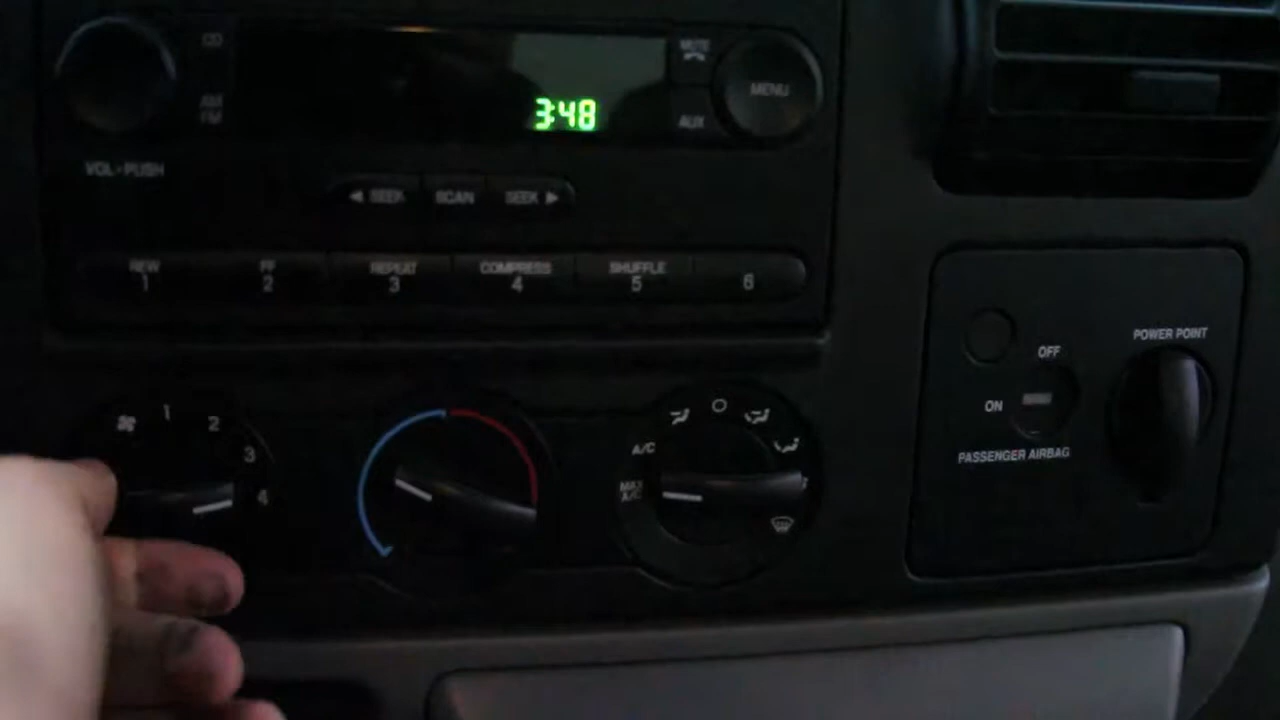 CD
MUTE
MENU
AM
FM
3:48
AUX
VOL-PUSH
◀ SEEK SCAN SEEK ▶
REW FF REPEAT COMPRESS SHUFFLE
1 2 3 4 5 6
OFF
POWER POINT
ON
PASSENGER AIRBAG
1 2 3 4
A/C
MAX
A/C